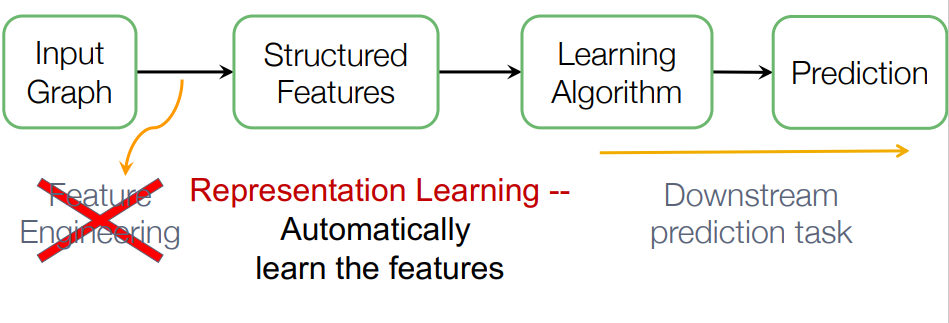 Input
Graph
Structured
Features
Learning
Algorithm
Prediction
Feature
Engineering
Representation Learning --
Automatically
learn the features
Downstream
prediction task